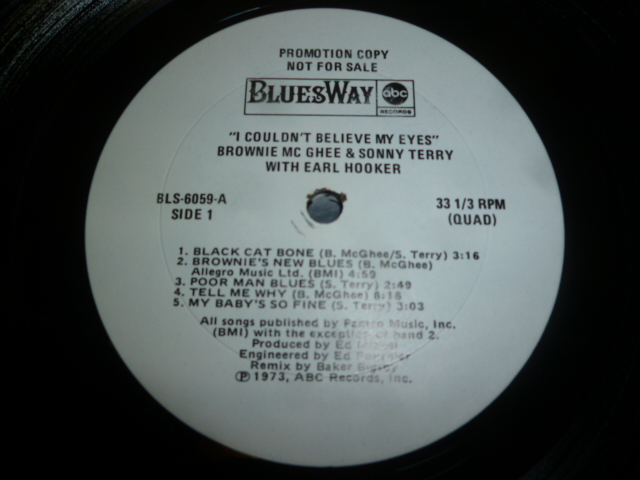 PROMOTION COPY
NOT FOR SALE
BLUESWAY abc RECORDS
"I COULDN'T BELIEVE MY EYES"
BROWNIE MC GHEE & SONNY TERRY
WITH EARL HOOKER
BLS-6059-A 33 1/3 RPM
SIDE 1 (QUAD)
1. BLACK CAT BONE (B. McGhee/S. Terry) 3:16
2. BROWNIE'S NEW BLUES (B. McGhee)
Allegro Music Ltd. (BMI) 4:59
3. POOR MAN BLUES (S. Terry) 2:49
4. TELL ME WHY (B. McGhee)
5. MY BABY'S SO FINE (S. Terry) 3:03
All songs published by Music, Inc.
(BMI) with the exception of band 2.
Produced by Ed
Engineered by Ed
Remix by Baker
Ⓟ 1973, ABC Records, Inc.